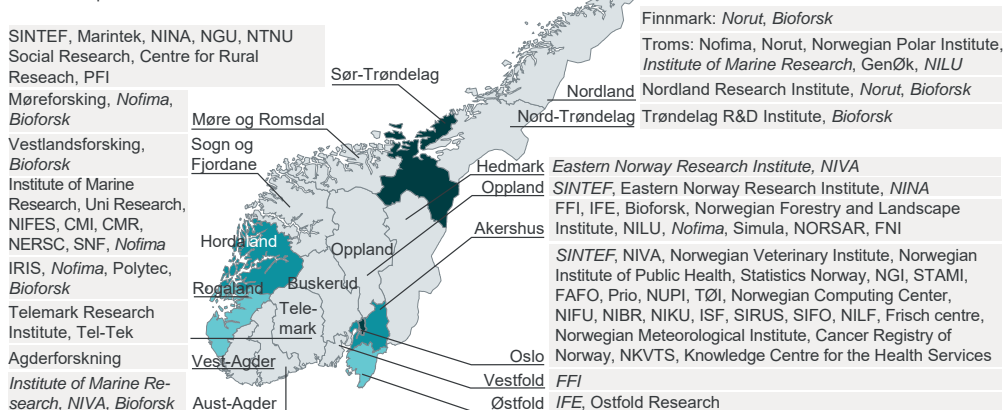 SINTEF, Marintek, NINA, NGU, NTNU
Social Research, Centre for Rural
Reseach, PFI
Sør-Trøndelag
Møreforsking, Nofima,
Bioforsk
Møre og Romsdal
Vestlandsforsking,
Bioforsk
Sogn og
Fjordane
Institute of Marine
Research, Uni Research,
NIFES, CMI, CMR,
NERSC, SNF, Nofima
Hordaland
IRIS, Nofima, Polytec,
Bioforsk
Rogaland
Telemark Research
Institute, Tel-Tek
Tele-
mark
Agderforskning
Vest-Agder
Institute of Marine Re-
search, NIVA, Bioforsk
Aust-Agder
Oppland
Buskerud
Finnmark: Norut, Bioforsk
Troms: Nofima, Norut, Norwegian Polar Institute,
Institute of Marine Research, GenØk, NILU
Nordland
Nordland Research Institute, Norut, Bioforsk
Nord-Trøndelag
Trøndelag R&D Institute, Bioforsk
Hedmark
Eastern Norway Research Institute, NIVA
Oppland
SINTEF, Eastern Norway Research Institute, NINA
Akershus
FFI, IFE, Bioforsk, Norwegian Forestry and Landscape
Institute, NILU, Nofima, Simula, NORSAR, FNI
Oslo
SINTEF, NIVA, Norwegian Veterinary Institute, Norwegian
Institute of Public Health, Statistics Norway, NGI, STAMI,
FAFO, Prio, NUPI, TØI, Norwegian Computing Center,
NIFU, NIBR, NIKU, ISF, SIRUS, SIFO, NILF, Frisch centre,
Norwegian Meteorological Institute, Cancer Registry of
Norway, NKVTS, Knowledge Centre for the Health Services
Vestfold
FFI
Østfold
IFE, Ostfold Research